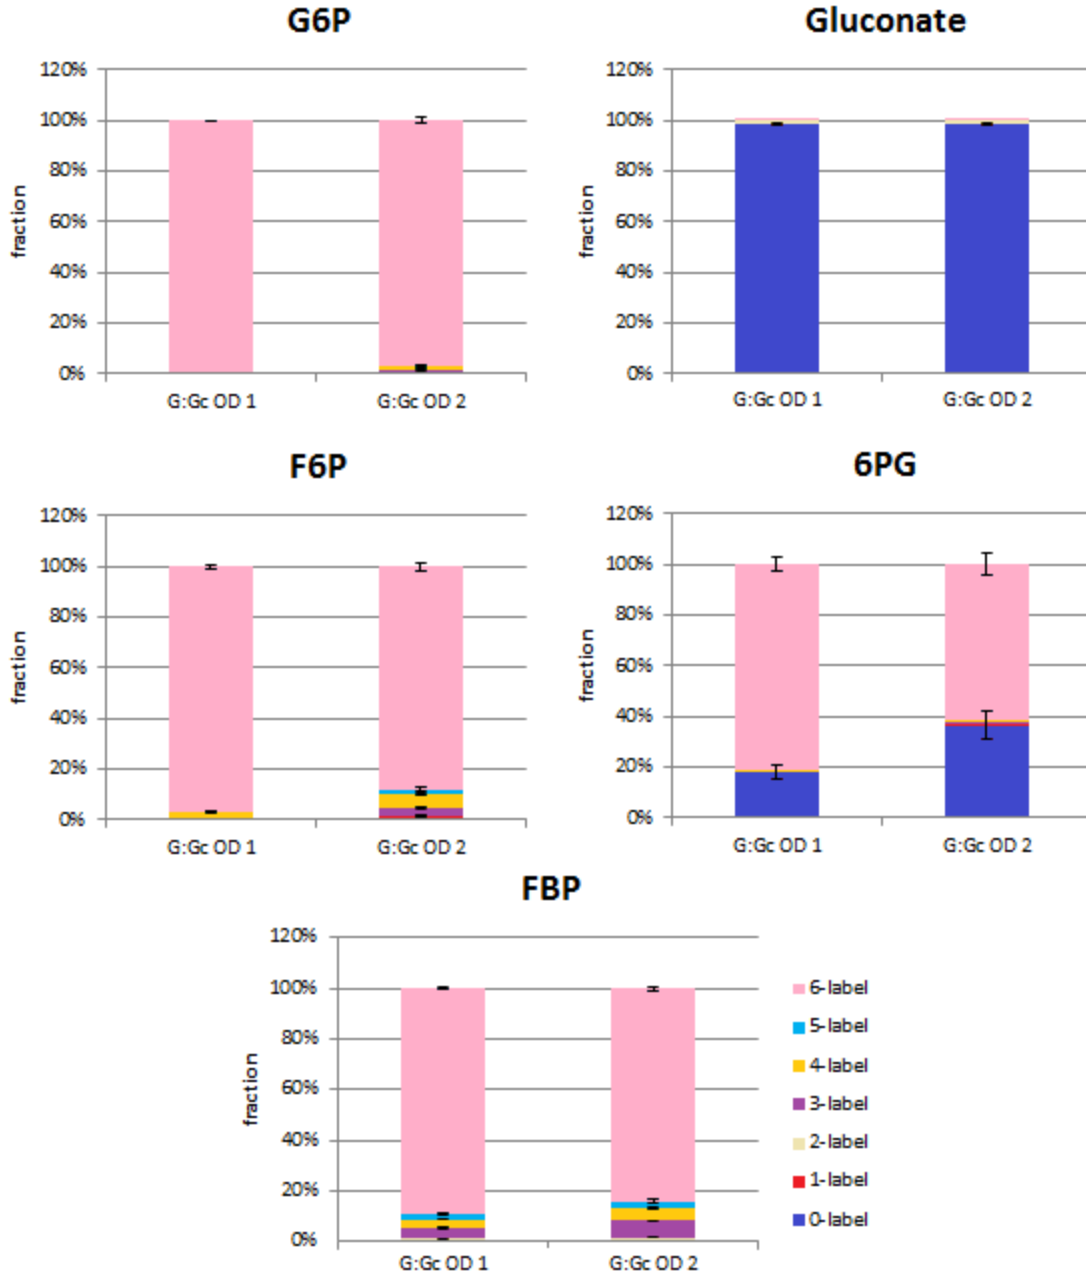 G6P
120%
100%
80%
60%
40%
20%
0%
fraction
G:Gc OD 1
G:Gc OD 2
Gluconate
120%
100%
80%
60%
40%
20%
0%
fraction
G:Gc OD 1
G:Gc OD 2
F6P
120%
100%
80%
60%
40%
20%
0%
fraction
G:Gc OD 1
G:Gc OD 2
6PG
120%
100%
80%
60%
40%
20%
0%
fraction
G:Gc OD 1
G:Gc OD 2
FBP
120%
100%
80%
60%
40%
20%
0%
fraction
G:Gc OD 1
G:Gc OD 2
6-label
5-label
4-label
3-label
2-label
1-label
0-label